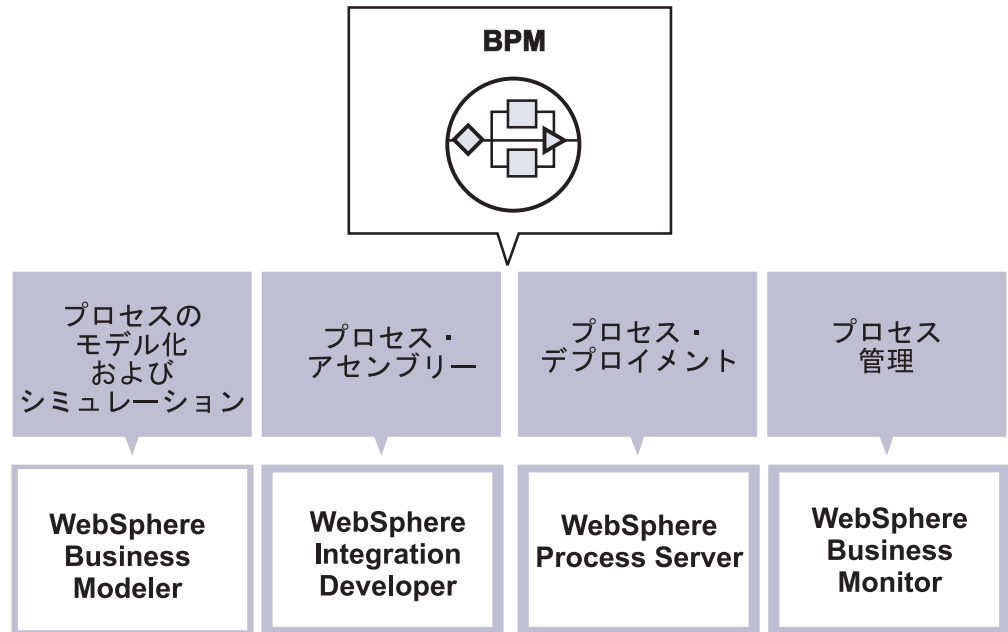 BPM
プロセスの
モデル化
および
シミュレーション
プロセス・
アセンブリー
プロセス・
デプロイメント
プロセス
管理
WebSphere
Business
Modeler
WebSphere
Integration
Developer
WebSphere
Process Server
WebSphere
Business
Monitor